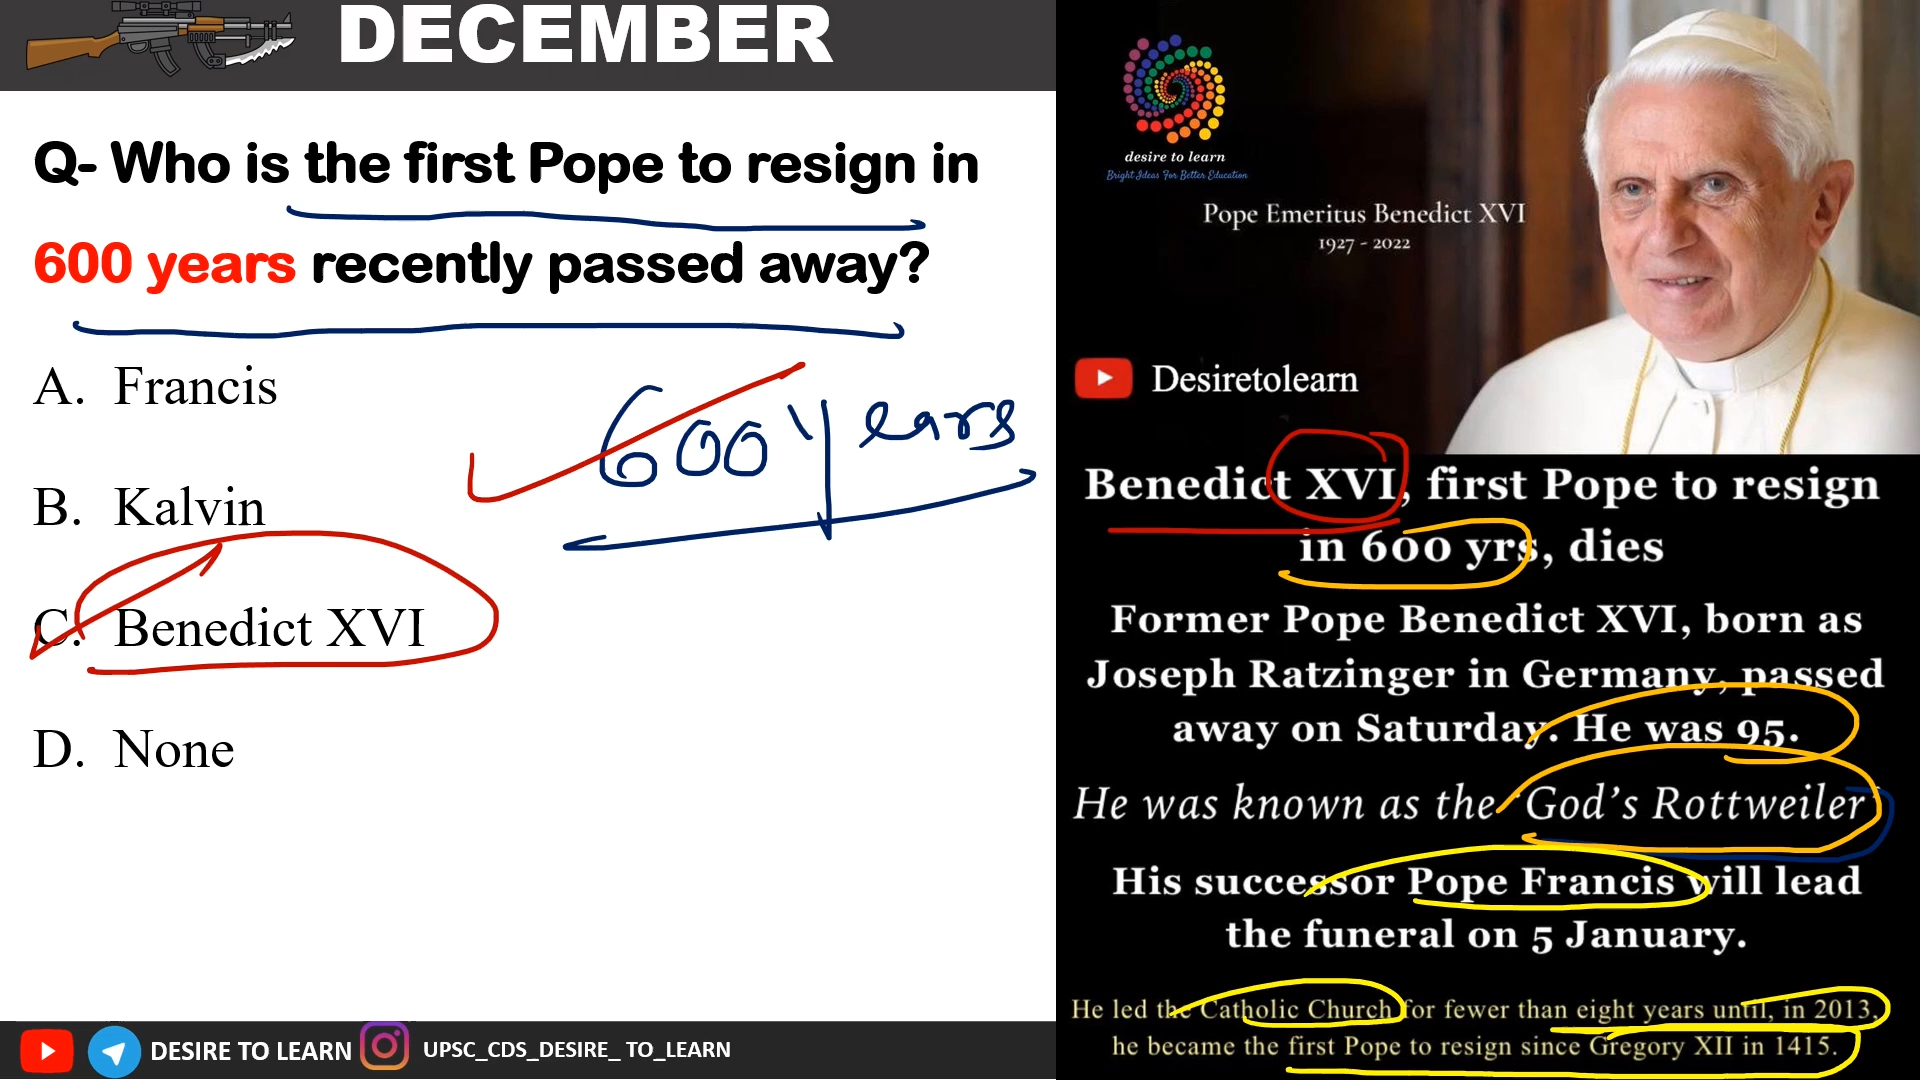 DECEMBER
Q- Who is the first Pope to resign in
600 years recently passed away?
A. Francis
B. Kalvin
C. Benedict XVI
D. None
600 years
desire to learn
Bright Ideas For Better Education
Pope Emeritus Benedict XVI
1927 - 2022
Desiretolearn
Benedict XVI, first Pope to resign
in 600 yrs, dies
Former Pope Benedict XVI, born as
Joseph Ratzinger in Germany, passed
away on Saturday. He was 95.
He was known as the 'God's Rottweiler'
His successor Pope Francis will lead
the funeral on 5 January.
He led the Catholic Church for fewer than eight years until, in 2013,
he became the first Pope to resign since Gregory XII in 1415.
DESIRE TO LEARN
UPSC_CDS_DESIRE_ TO_LEARN